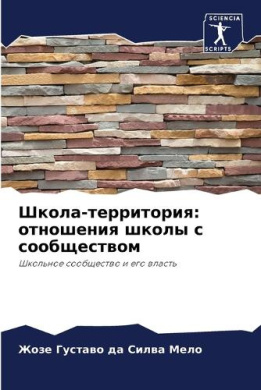 SCIENCIA
SCRIPTS
Школа-территория:
отношения школы с
сообществом
Школьное сообщество и его власть
Жозе Густаво да Силва Мело